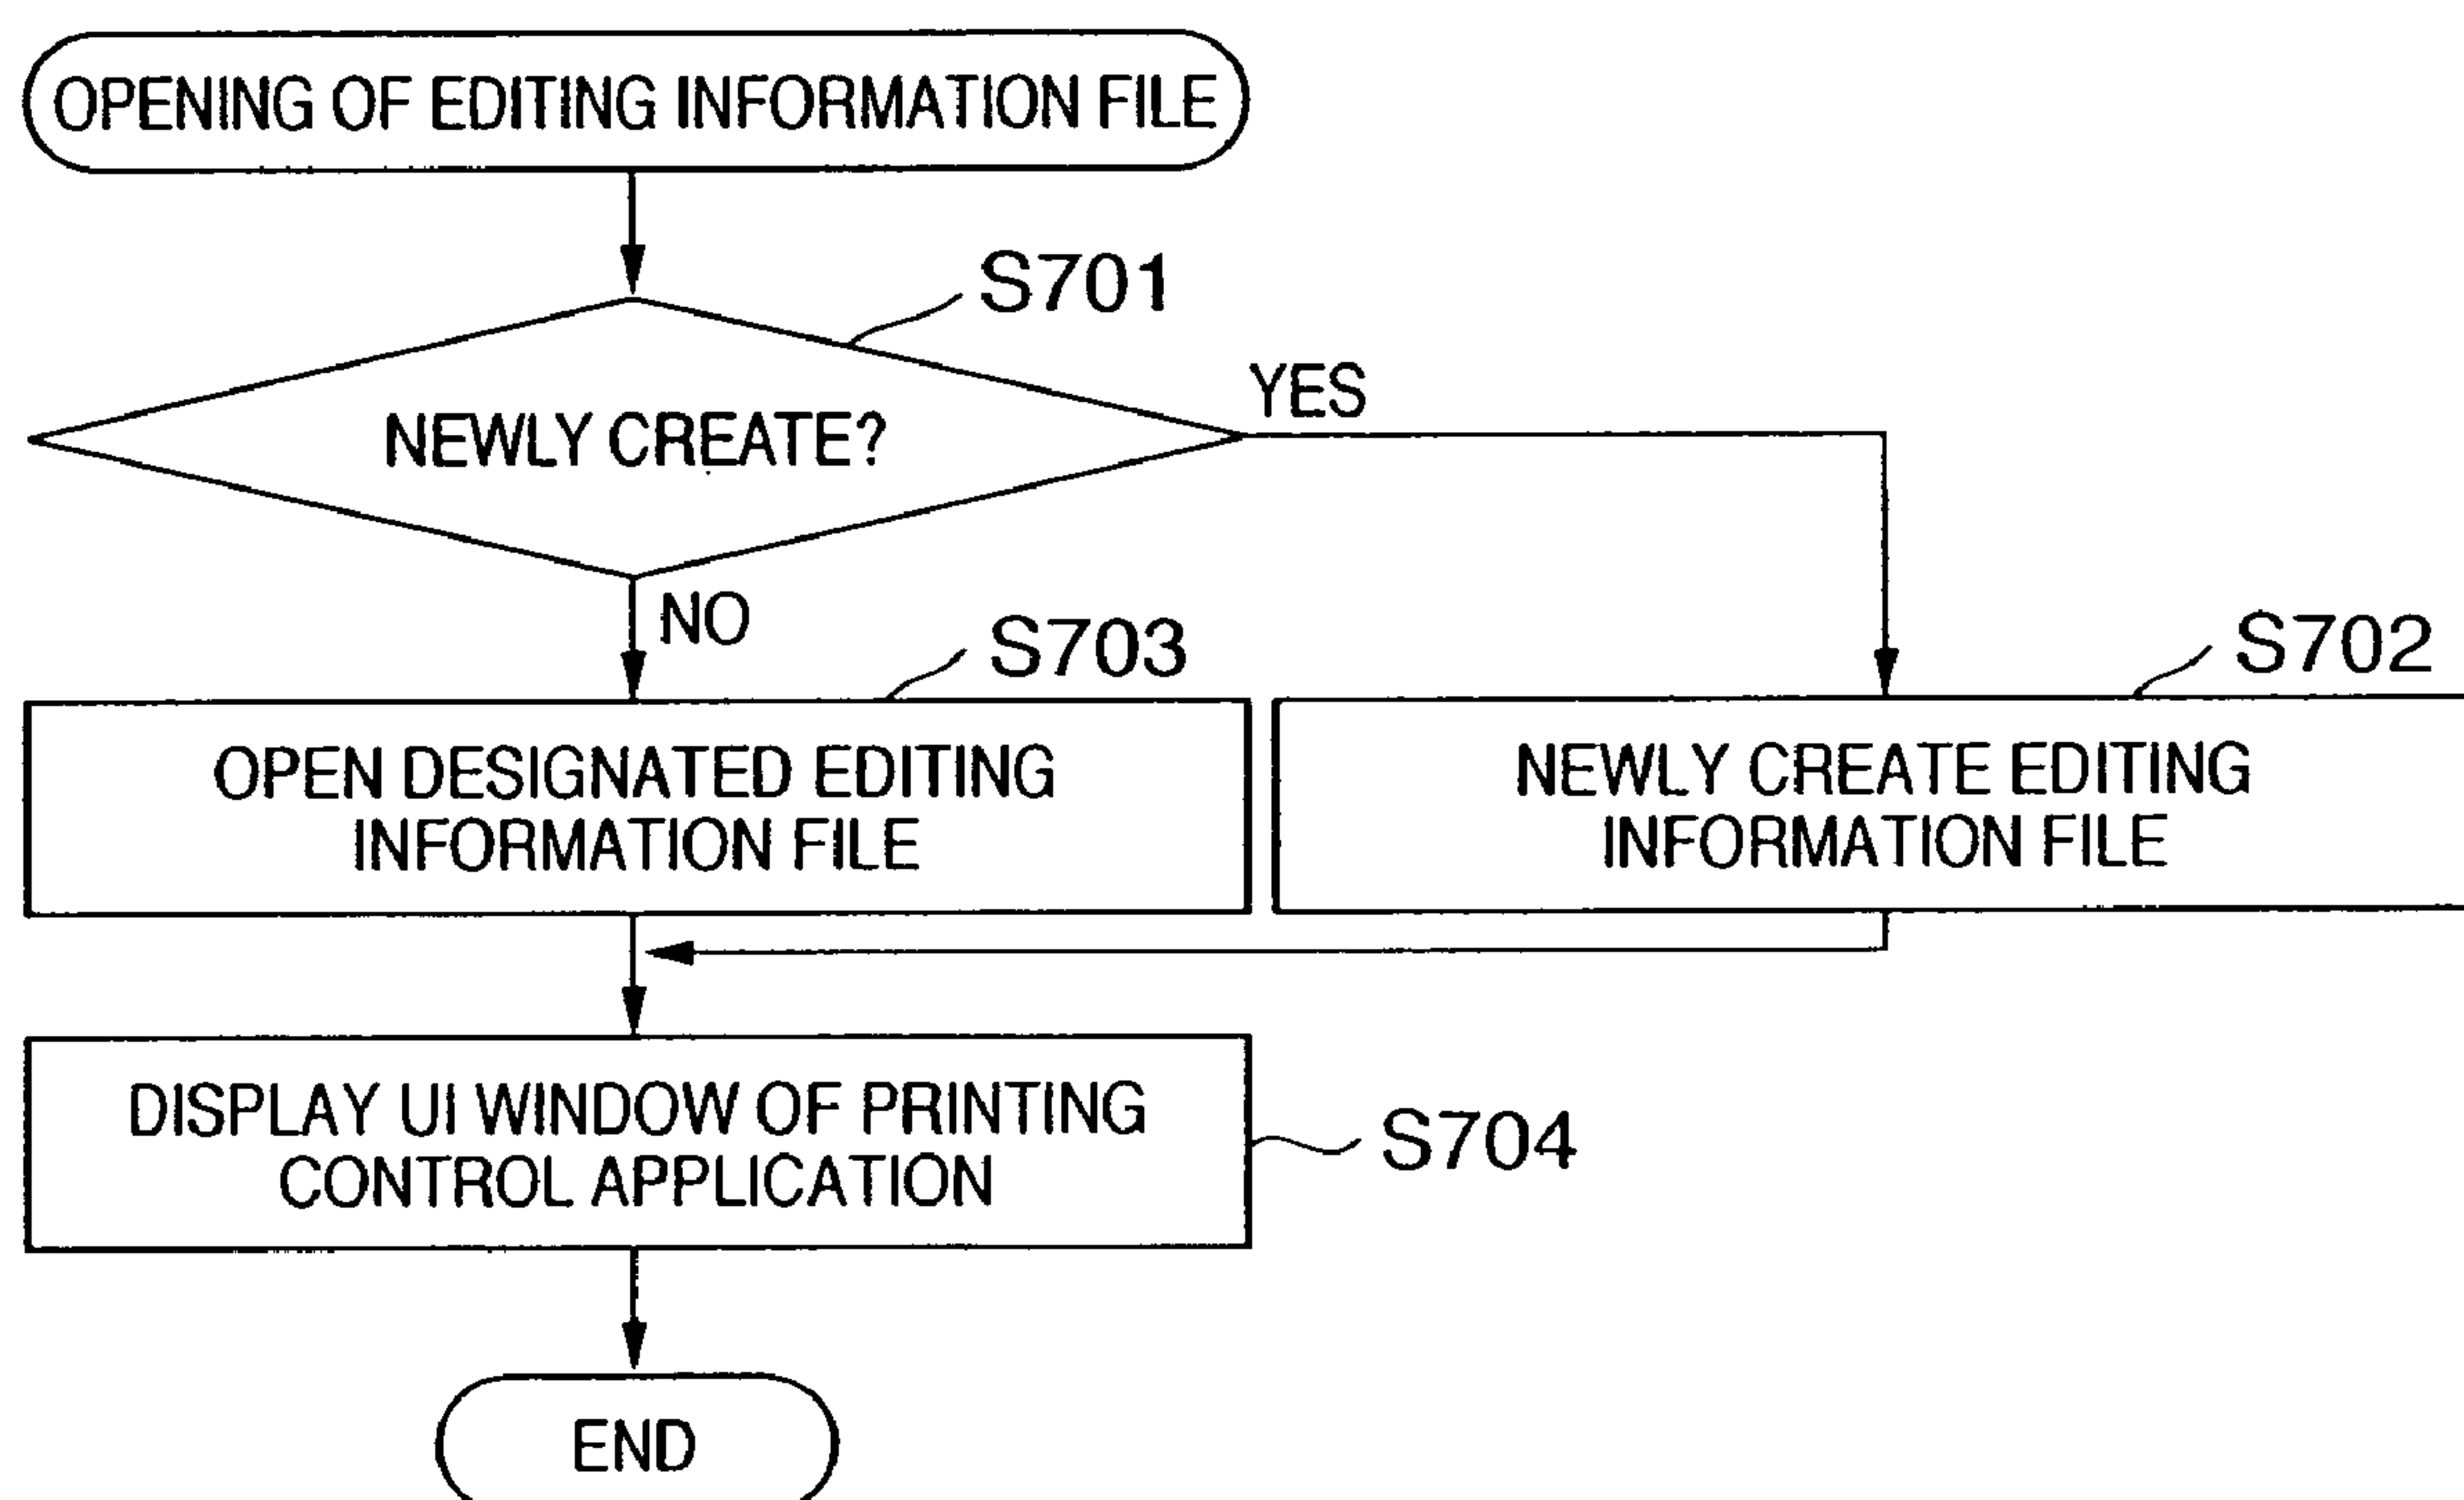 OPENING OF EDITING INFORMATION FILE
S701
YES
NEWLY CREATE?
NO
S703
S702
OPEN DESIGNATED EDITING
INFORMATION FILE
NEWLY CREATE EDITING
INFORMATION FILE
DISPLAY UI WINDOW OF PRINTING
CONTROL APPLICATION
S704
END